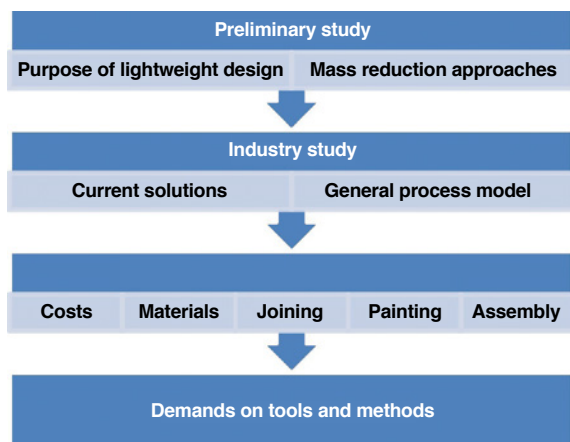 Preliminary study
Purpose of lightweight design
Mass reduction approaches
Industry study
Current solutions
General process model
Costs
Materials
Joining
Painting
Assembly
Demands on tools and methods